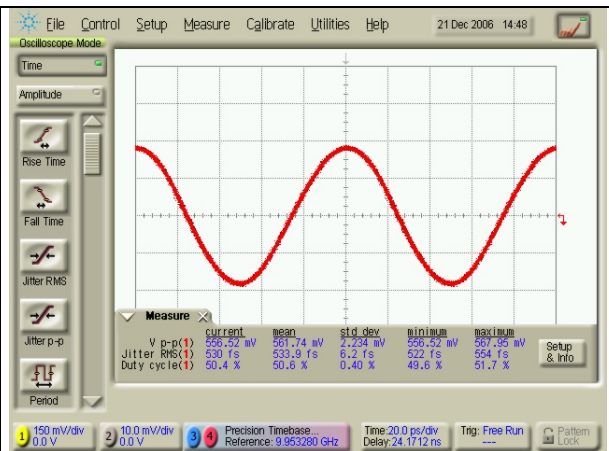 File Control Setup Measure Calibrate Utilities Help 21 Dec 2006 14:48
Oscilloscope Mode
Time
Amplitude
Rise Time
Fall Time
Jitter RMS
Jitter p-p
Period
Measure
current mean std dev minimum maximum
V p-p(1) 556.52 mV 561.74 mV 2.234 mV 556.52 mV 567.95 mV
Jitter RMS(1) 530 fs 533.9 fs 6.2 fs 522 fs 554 fs
Duty cycle(1) 50.4 % 50.6 % 0.40 % 49.6 % 51.7 %
Setup
& Info
1 150 mV/div
0.0 V
2 10.0 mV/div
0.0 V
3 4
Precision Timebase...
Reference: 9.953280 GHz
Time:20.0 ps/div
Delay:24.1712 ns
Trig: Free Run
---
Pattern
Lock